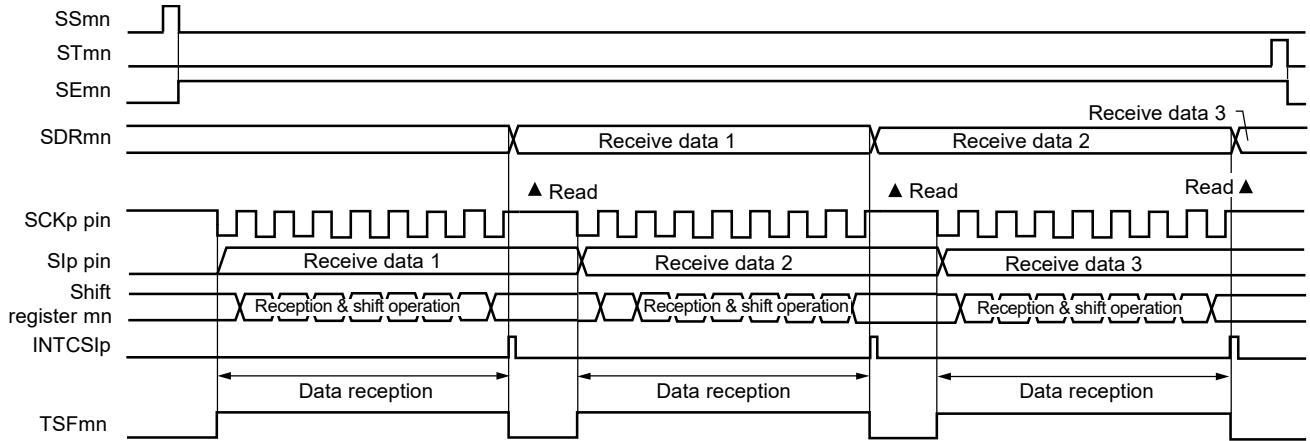 SSmn
STmn
SEmn
Receive data 3
SDRmn Receive data 1 Receive data 2
▲ Read ▲ Read Read ▲
SCKp pin
SIp pin Receive data 1 Receive data 2 Receive data 3
Shift
register mn Reception & shift operation Reception & shift operation Reception & shift operation
INTCSIp
Data reception Data reception Data reception
TSFmn